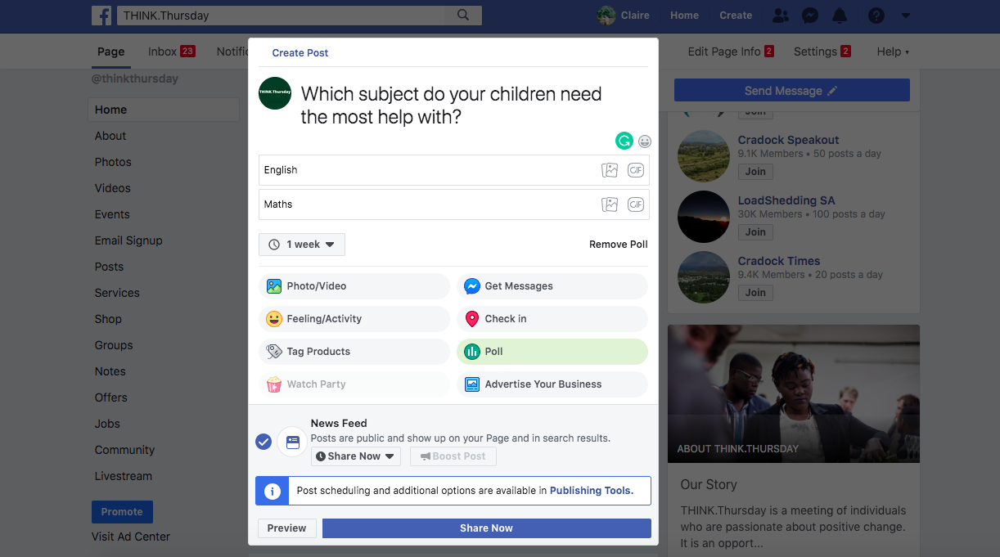 THINK.Thursday
Claire
Home
Create
Page
Inbox 23
Notific
Edit Page Info 2
Settings 2
Help
@thinkthursday
Home
About
Photos
Videos
Events
Email Signup
Posts
Services
Shop
Groups
Notes
Offers
Jobs
Community
Livestream
Promote
Visit Ad Center
Create Post
THINK.Thursday
Which subject do your children need
the most help with?
English
GIF
Maths
GIF
1 week
Remove Poll
Photo/Video
Get Messages
Feeling/Activity
Check in
Tag Products
Poll
Watch Party
Advertise Your Business
News Feed
Posts are public and show up on your Page and in search results.
Share Now
Boost Post
Post scheduling and additional options are available in Publishing Tools.
Preview
Share Now
Send Message
Join
Cradock Speakout
9.1K Members • 50 posts a day
Join
LoadShedding SA
30K Members • 100 posts a day
Join
Cradock Times
9.4K Members • 20 posts a day
Join
ABOUT THINK.THURSDAY
Our Story
THINK.Thursday is a meeting of individuals
who are passionate about positive change.
It is an opport...